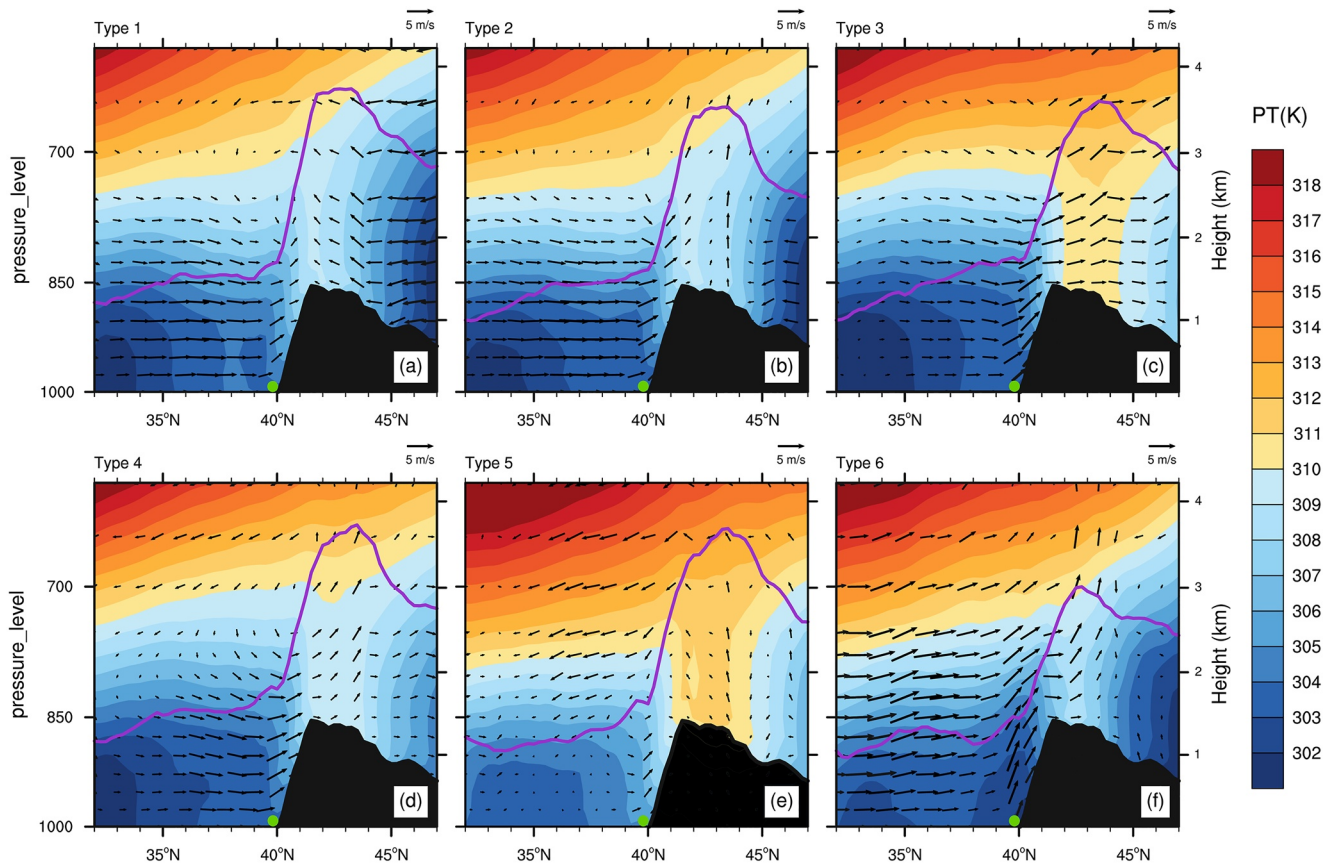 Type 1
5 m/s
Type 2
5 m/s
Type 3
5 m/s
pressure_level
700
850
1000
4
3
2
1
Height (km)
(a)
(b)
(c)
35°N 40°N 45°N
35°N 40°N 45°N
35°N 40°N 45°N
Type 4
5 m/s
Type 5
5 m/s
Type 6
5 m/s
pressure_level
700
850
1000
4
3
2
1
Height (km)
(d)
(e)
(f)
35°N 40°N 45°N
35°N 40°N 45°N
35°N 40°N 45°N
PT(K)
318
317
316
315
314
313
312
311
310
309
308
307
306
305
304
303
302